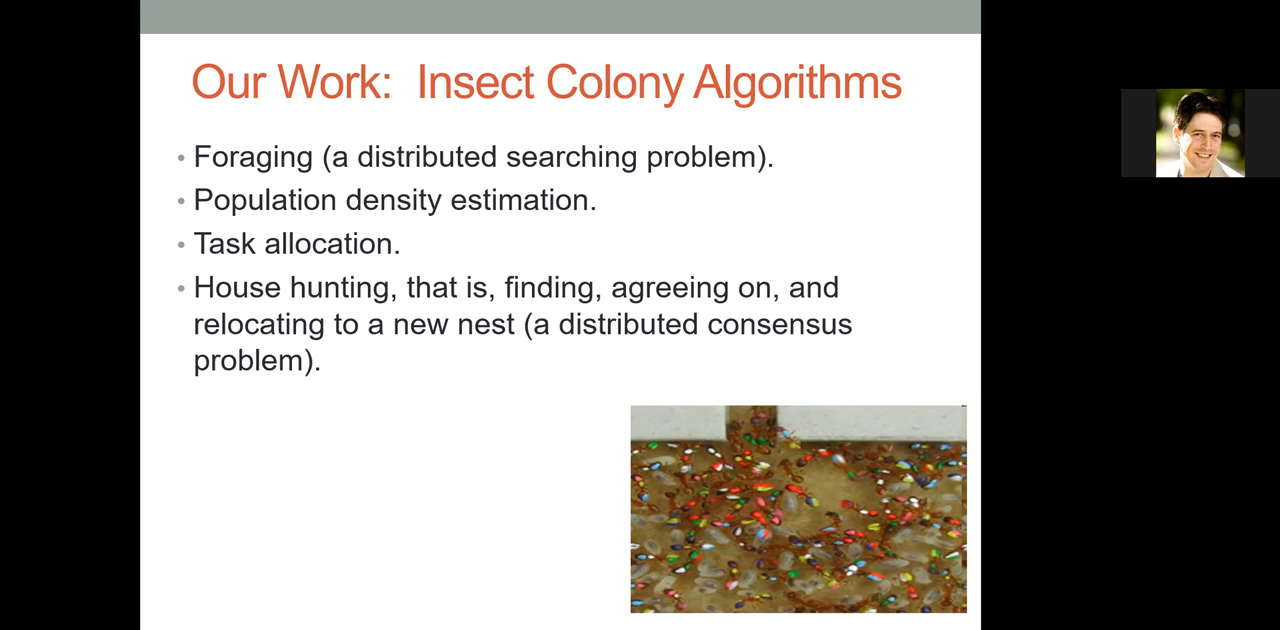 Our Work: Insect Colony Algorithms
• Foraging (a distributed searching problem).
• Population density estimation.
• Task allocation.
• House hunting, that is, finding, agreeing on, and
relocating to a new nest (a distributed consensus
problem).